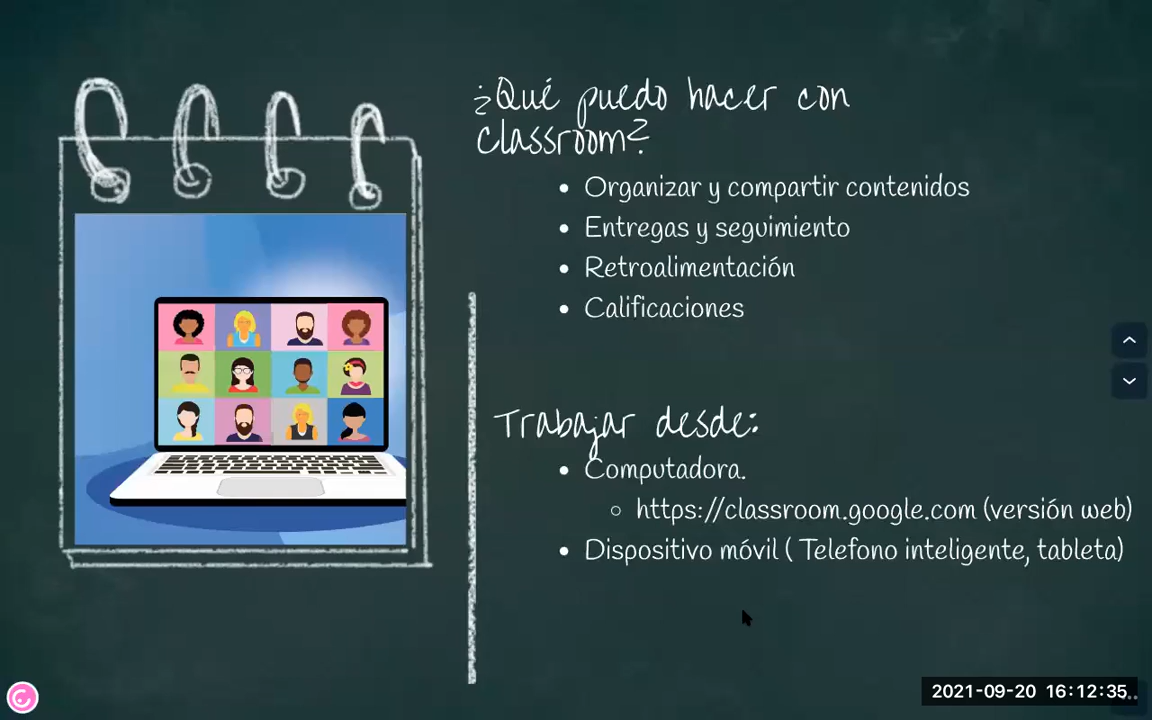 ¿Qué puedo hacer con
classroom?
• Organizar y compartir contenidos
• Entregas y seguimiento
• Retroalimentación
• Calificaciones
Trabajar desde:
• Computadora.
○ https://classroom.google.com (versión web)
• Dispositivo móvil ( Telefono inteligente, tableta)
2021-09-20 16:12:35